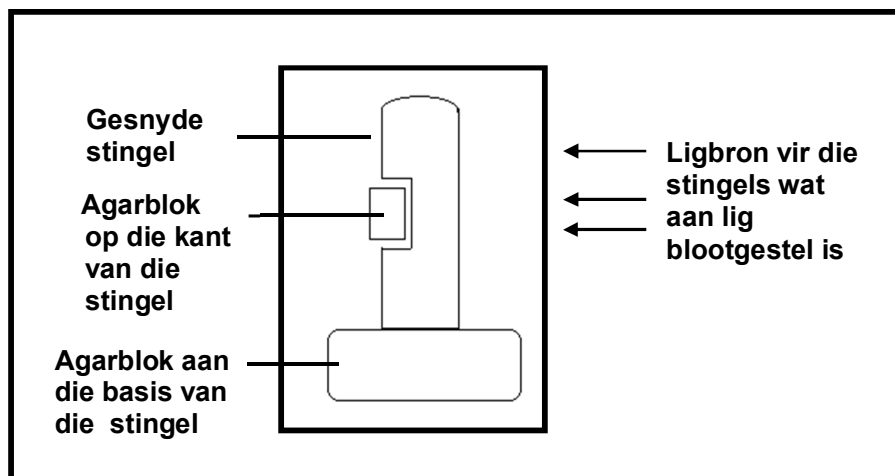 Gesnyde
stingel
Agarblok
op die kant
van die
stingel
Agarblok aan
die basis van
die stingel
Ligbron vir die
stingels wat
aan lig
blootgestel is